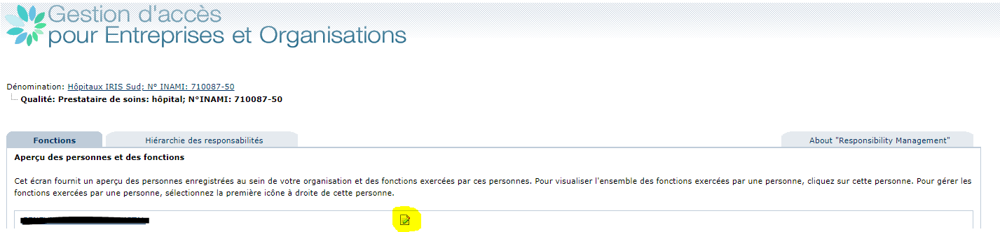 Gestion d'accès
pour Entreprises et Organisations
Dénomination: Hôpitaux IRIS Sud; N° INAMI: 710087-50
Qualité: Prestataire de soins: hôpital; N°INAMI: 710087-50
Fonctions
Hiérarchie des responsabilités
About "Responsibility Management"
Aperçu des personnes et des fonctions
Cet écran fournit un aperçu des personnes enregistrées au sein de votre organisation et des fonctions exercées par ces personnes. Pour visualiser l'ensemble des fonctions exercées par une personne, cliquez sur cette personne. Pour gérer les
fonctions exercées par une personne, sélectionnez la première icône à droite de cette personne.